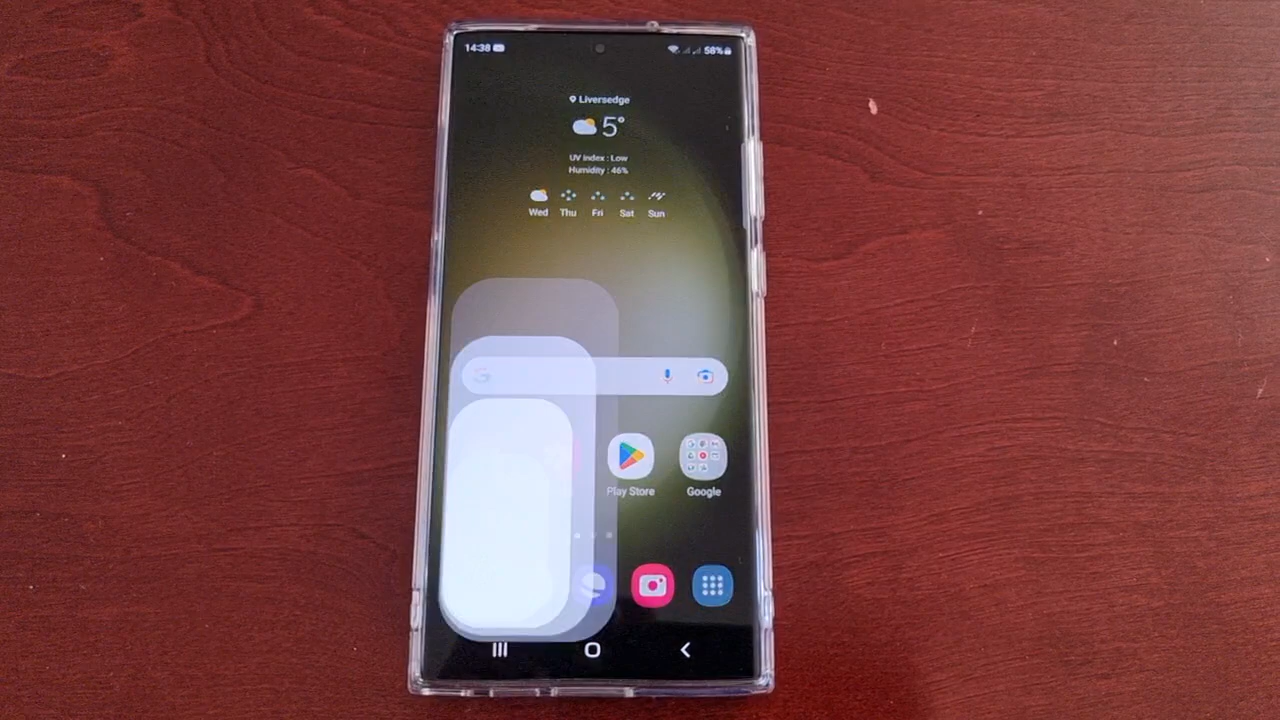 14:38
58%
Liversedge
5°
UV index : Low
Humidity : 46%
Wed Thu Fri Sat Sun
G
Play Store Google